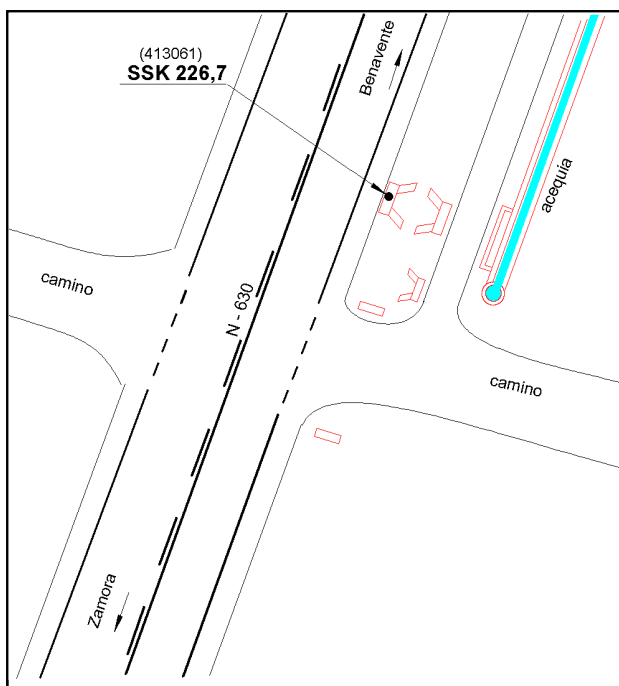 (413061)
SSK 226,7
Benavente
acequia
camino
N - 630
camino
Zamora